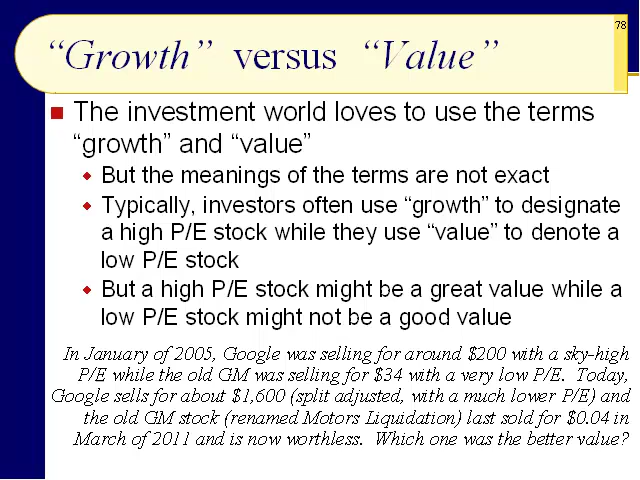 78
“Growth” versus “Value”
The investment world loves to use the terms
“growth” and “value”
But the meanings of the terms are not exact
Typically, investors often use “growth” to designate
a high P/E stock while they use “value” to denote a
low P/E stock
But a high P/E stock might be a great value while a
low P/E stock might not be a good value
In January of 2005, Google was selling for around $200 with a sky-high
P/E while the old GM was selling for $34 with a very low P/E. Today,
Google sells for about $1,600 (split adjusted, with a much lower P/E) and
the old GM stock (renamed Motors Liquidation) last sold for $0.04 in
March of 2011 and is now worthless. Which one was the better value?